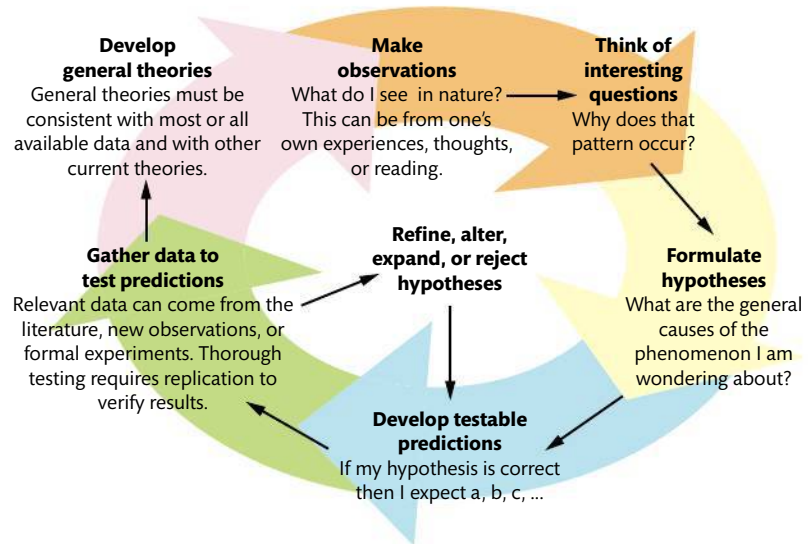 Develop
general theories
General theories must be
consistent with most or all
available data and with other
current theories.
Make
observations
What do I see in nature?
This can be from one's
own experiences, thoughts,
or reading.
Think of
interesting
questions
Why does that
pattern occur?
Formulate
hypotheses
What are the general
causes of the
phenomenon I am
wondering about?
Develop testable
predictions
If my hypothesis is correct
then I expect a, b, c, ...
Gather data to
test predictions
Relevant data can come from the
literature, new observations, or
formal experiments. Thorough
testing requires replication to
verify results.
Refine, alter,
expand, or reject
hypotheses